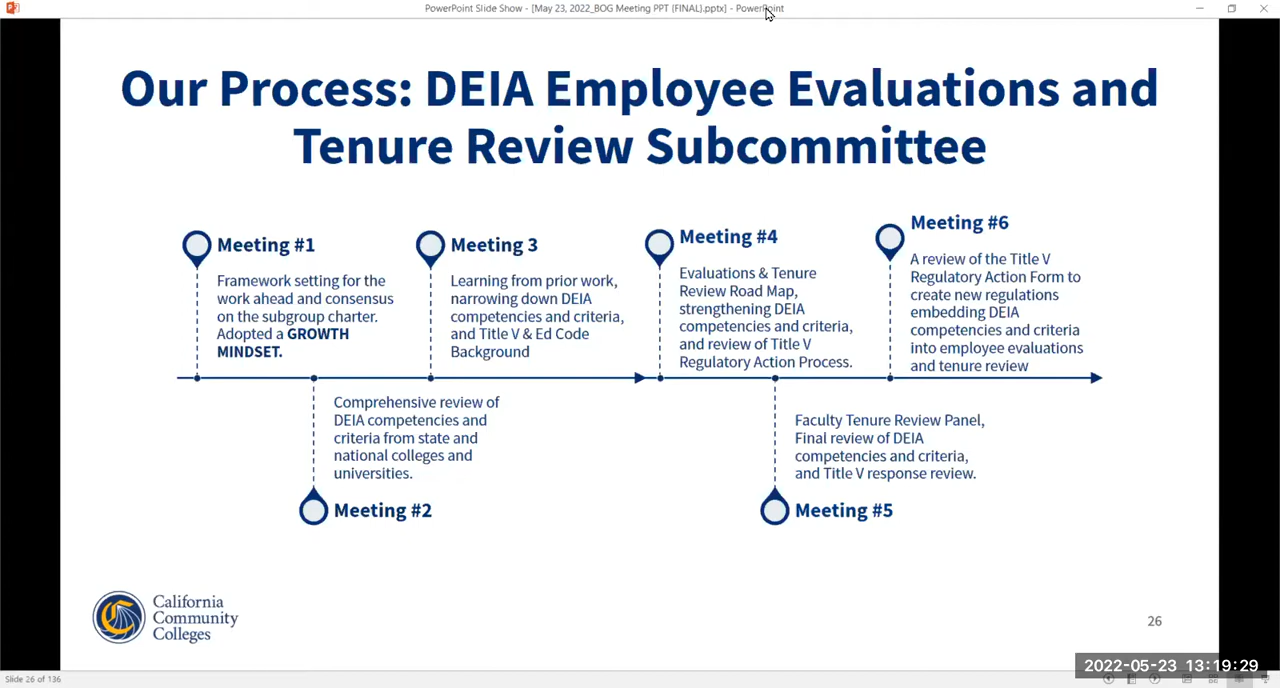 PowerPoint Slide Show - [May 23, 2022_BOG Meeting PPT (FINAL).pptx] - PowerPoint
Our Process: DEIA Employee Evaluations and
Tenure Review Subcommittee
Meeting #1
Framework setting for the
work ahead and consensus
on the subgroup charter.
Adopted a GROWTH
MINDSET.
Comprehensive review of
DEIA competencies and
criteria from state and
national colleges and
universities.
Meeting #2
Meeting 3
Learning from prior work,
narrowing down DEIA
competencies and criteria,
and Title V & Ed Code
Background
Meeting #4
Evaluations & Tenure
Review Road Map,
strengthening DEIA
competencies and criteria,
and review of Title V
Regulatory Action Process.
Faculty Tenure Review Panel,
Final review of DEIA
competencies and criteria,
and Title V response review.
Meeting #5
Meeting #6
A review of the Title V
Regulatory Action Form to
create new regulations
embedding DEIA
competencies and criteria
into employee evaluations
and tenure review
California
Community
Colleges
26
2022-05-23 13:19:29
Slide 26 of 136